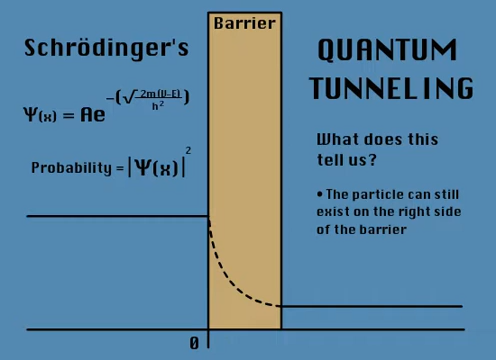 Schrödinger's
Ψ(x) = Ae^-(√2m(U-E)/h²)
Probability = |Ψ(x)|²
Barrier
QUANTUM
TUNNELING
What does this
tell us?
• The particle can still
exist on the right side
of the barrier
0